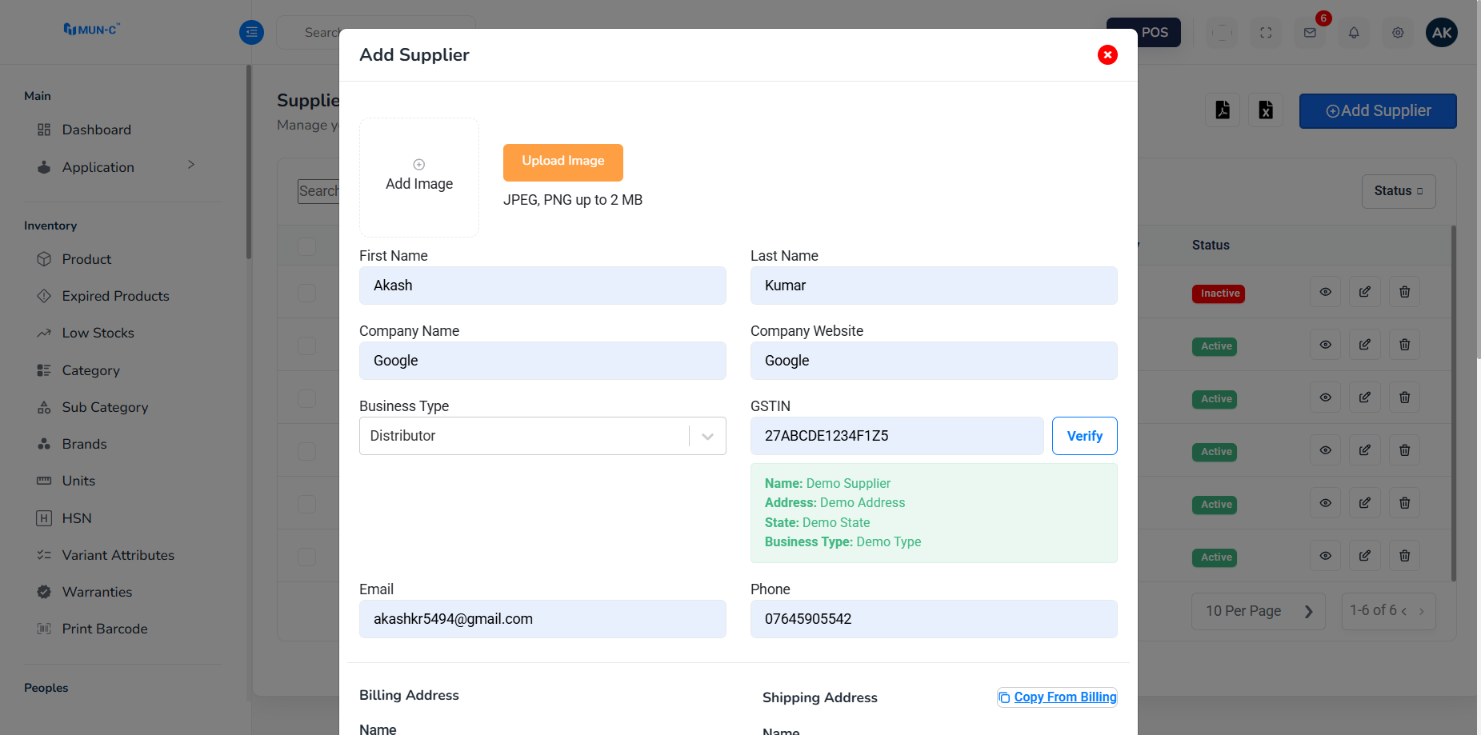 MUN-C
Search
6
POS
AK
Add Supplier
Main
Dashboard
Application
Inventory
Product
Expired Products
Low Stocks
Category
Sub Category
Brands
Units
HSN
Variant Attributes
Warranties
Print Barcode
Peoples
Add Supplier
Search
Status
Status
Inactive
Active
Active
Active
Active
Active
10 Per Page
1-6 of 6
Add Image
Upload Image
JPEG, PNG up to 2 MB
First Name
Last Name
Akash
Kumar
Company Name
Company Website
Google
Google
Business Type
GSTIN
Distributor
27ABCDE1234F1Z5
Verify
Name: Demo Supplier
Address: Demo Address
State: Demo State
Business Type: Demo Type
Email
Phone
akashkr5494@gmail.com
07645905542
Billing Address
Shipping Address
Copy From Billing
Name
Name